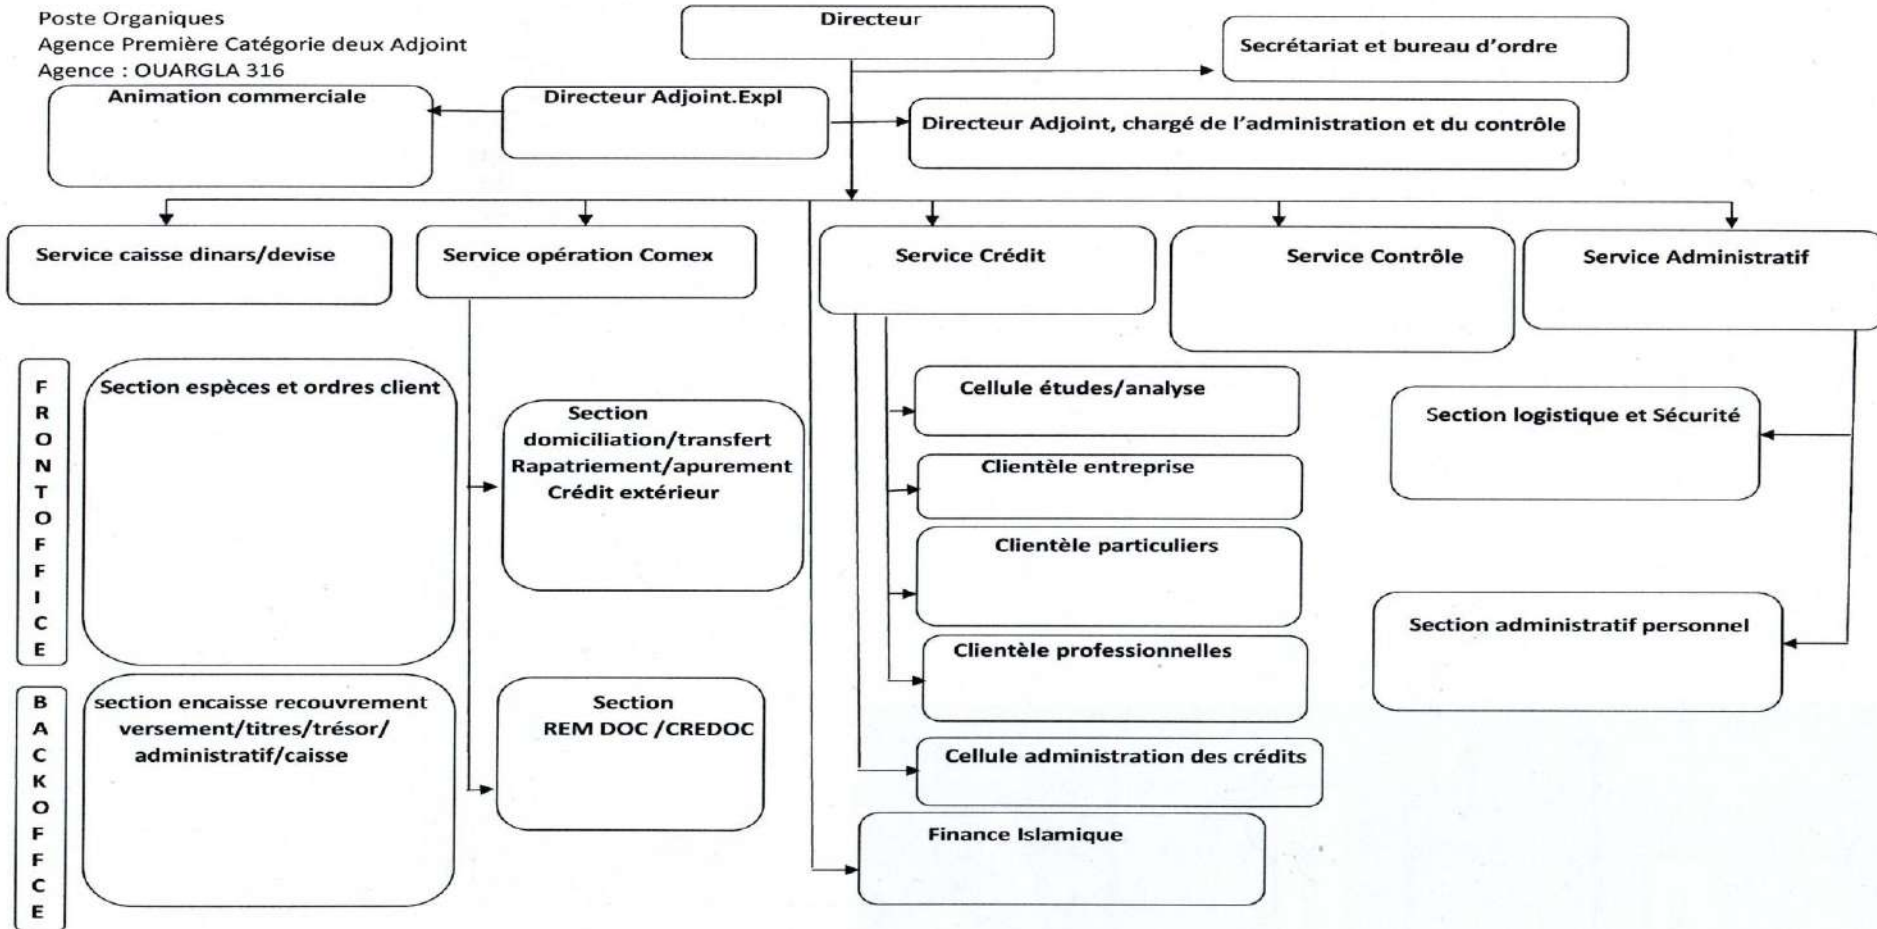 Poste Organiques
Agence Première Catégorie deux Adjoint
Agence : OUARGLA 316
Directeur
Secrétariat et bureau d'ordre
Animation commerciale
Directeur Adjoint.Expl
Directeur Adjoint, chargé de l'administration et du contrôle
Service caisse dinars/devise
Service opération Comex
Service Crédit
Service Contrôle
Service Administratif
FRONTOFFICE
Section espèces et ordres client
Section
domiciliation/transfert
Rapatriement/apurement
Crédit extérieur
Cellule études/analyse
Clientèle entreprise
Clientèle particuliers
Clientèle professionnelles
Section logistique et Sécurité
Section administratif personnel
BACKOFFCE
section encaisse recouvrement
versement/titres/trésor/
administratif/caisse
Section
REM DOC /CREDOC
Cellule administration des crédits
Finance Islamique